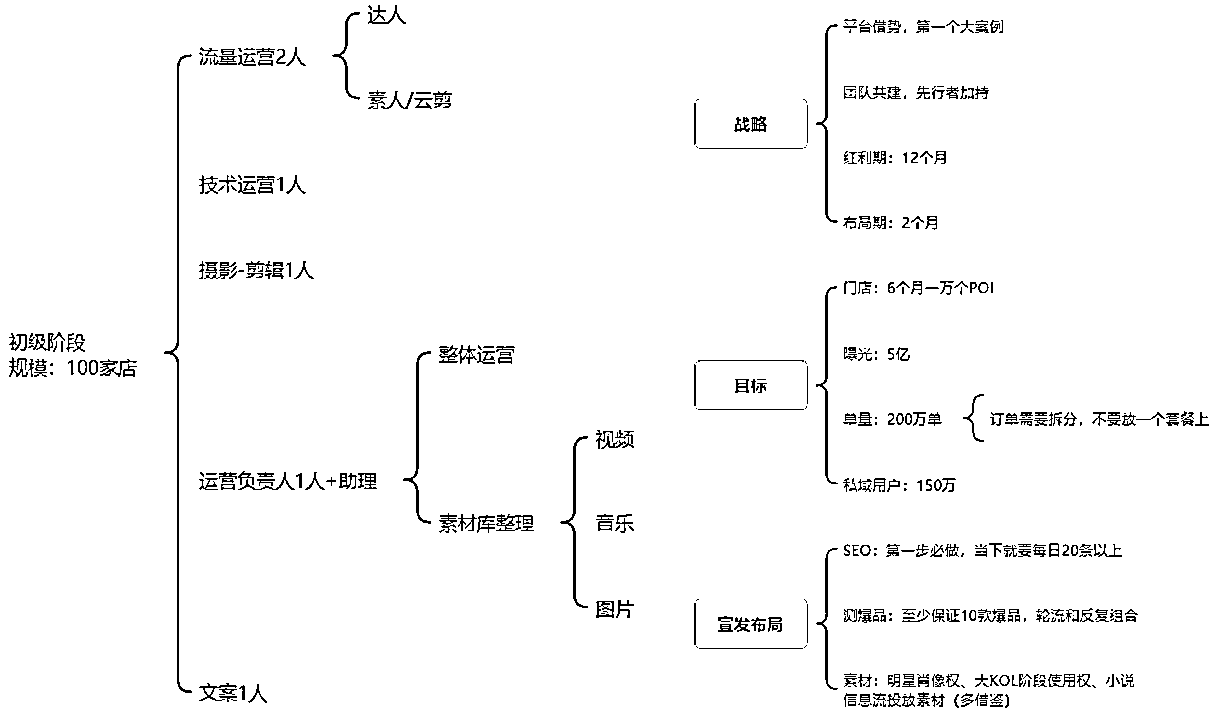 初级阶段
规模：100家店
流量运营2人
达人
素人/云剪
技术运营1人
摄影-剪辑1人
运营负责人1人+助理
整体运营
素材库整理
视频
音乐
图片
文案1人
战略
平台借势，第一个大案例
团队共建，先行者加持
红利期：12个月
布局期：2个月
目标
门店：6个月一万个POI
曝光：5亿
单量：200万单
订单需要拆分，不要放一个套餐上
私域用户：150万
宣发布局
SEO：第一步必做，当下就要每日20条以上
测爆品：至少保证10款爆品，轮流和反复组合
素材：明星肖像权、大KOL阶段使用权、小说
信息流投放素材（多借鉴）